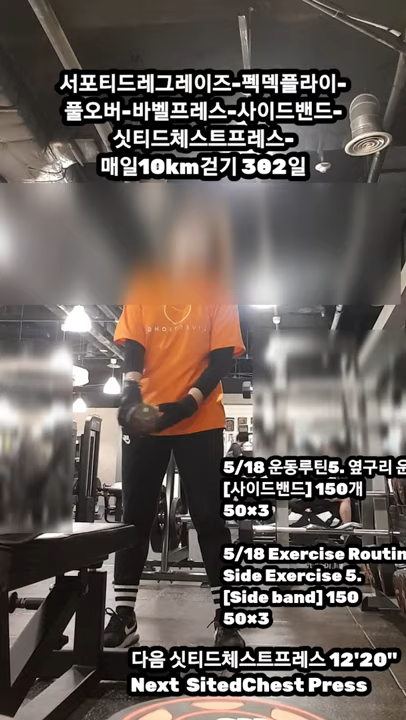 서포티드레그레이즈-펙덱플라이-
풀오버-바벨프레스-사이드밴드-
싯티드체스트프레스-
매일10km걷기 302일
5/18 운동루틴5. 옆구리 운
[사이드밴드] 150개
50×3
5/18 Exercise Routin
Side Exercise 5.
[Side band] 150
50×3
다음 싯티드체스트프레스 12'20"
Next SitedChest Press